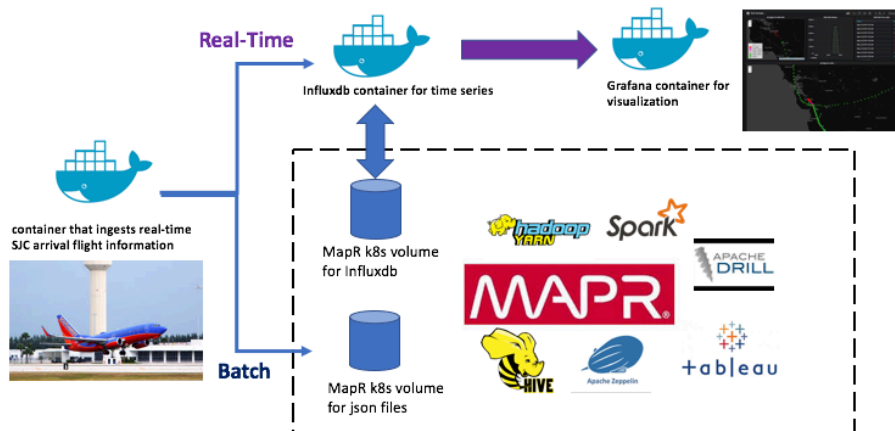 Real-Time
Influxdb container for time series
Grafana container for
visualization
container that ingests real-time
SJC arrival flight information
MapR k8s volume
for Influxdb
hadoop
YARN
Spark
APACHE
DRILL
MAPR®
Batch
MapR k8s volume
for json files
HIVE
Apache Zeppelin
+ableau